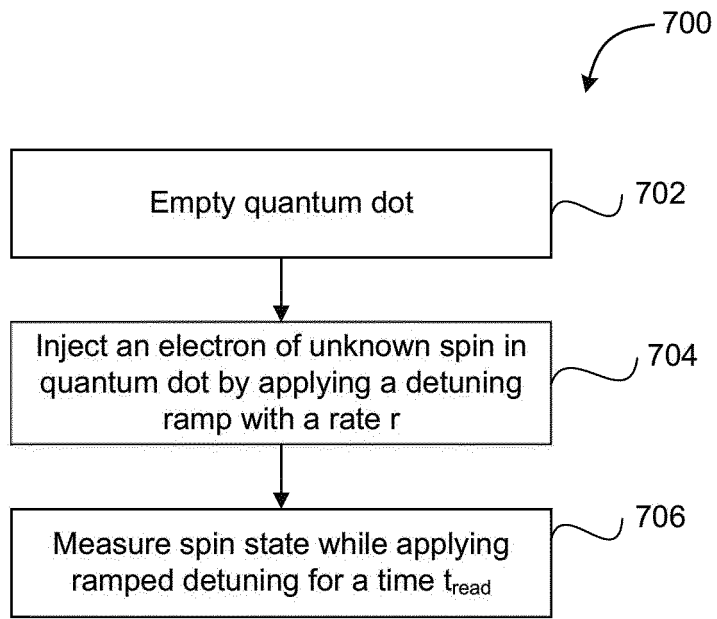 700
Empty quantum dot
702
Inject an electron of unknown spin in
quantum dot by applying a detuning
ramp with a rate r
704
Measure spin state while applying
ramped detuning for a time tread
706